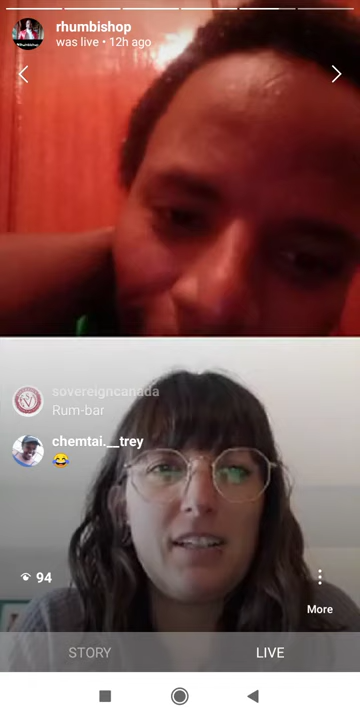 rhumbishop
was live • 12h ago
sovereigncanada
Rum-bar
chemtai.__trey
😂
94
More
STORY
LIVE